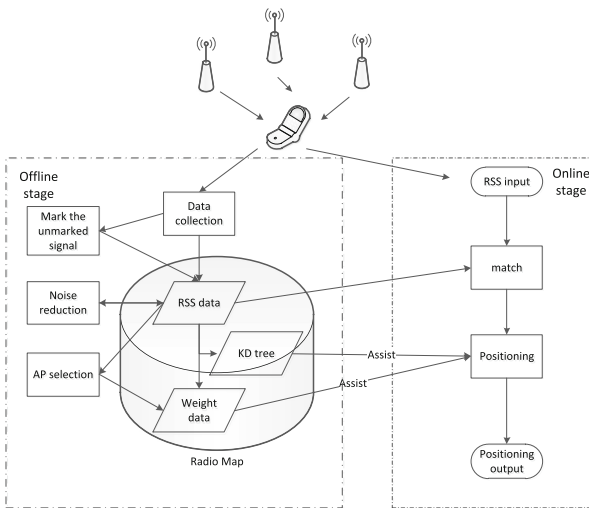 Offline
stage
Data
collection
Mark the
unmarked
signal
Noise
reduction
RSS data
KD tree
AP selection
Weight
data
Radio Map
Assist
Assist
Online
stage
RSS input
match
Positioning
Positioning
output